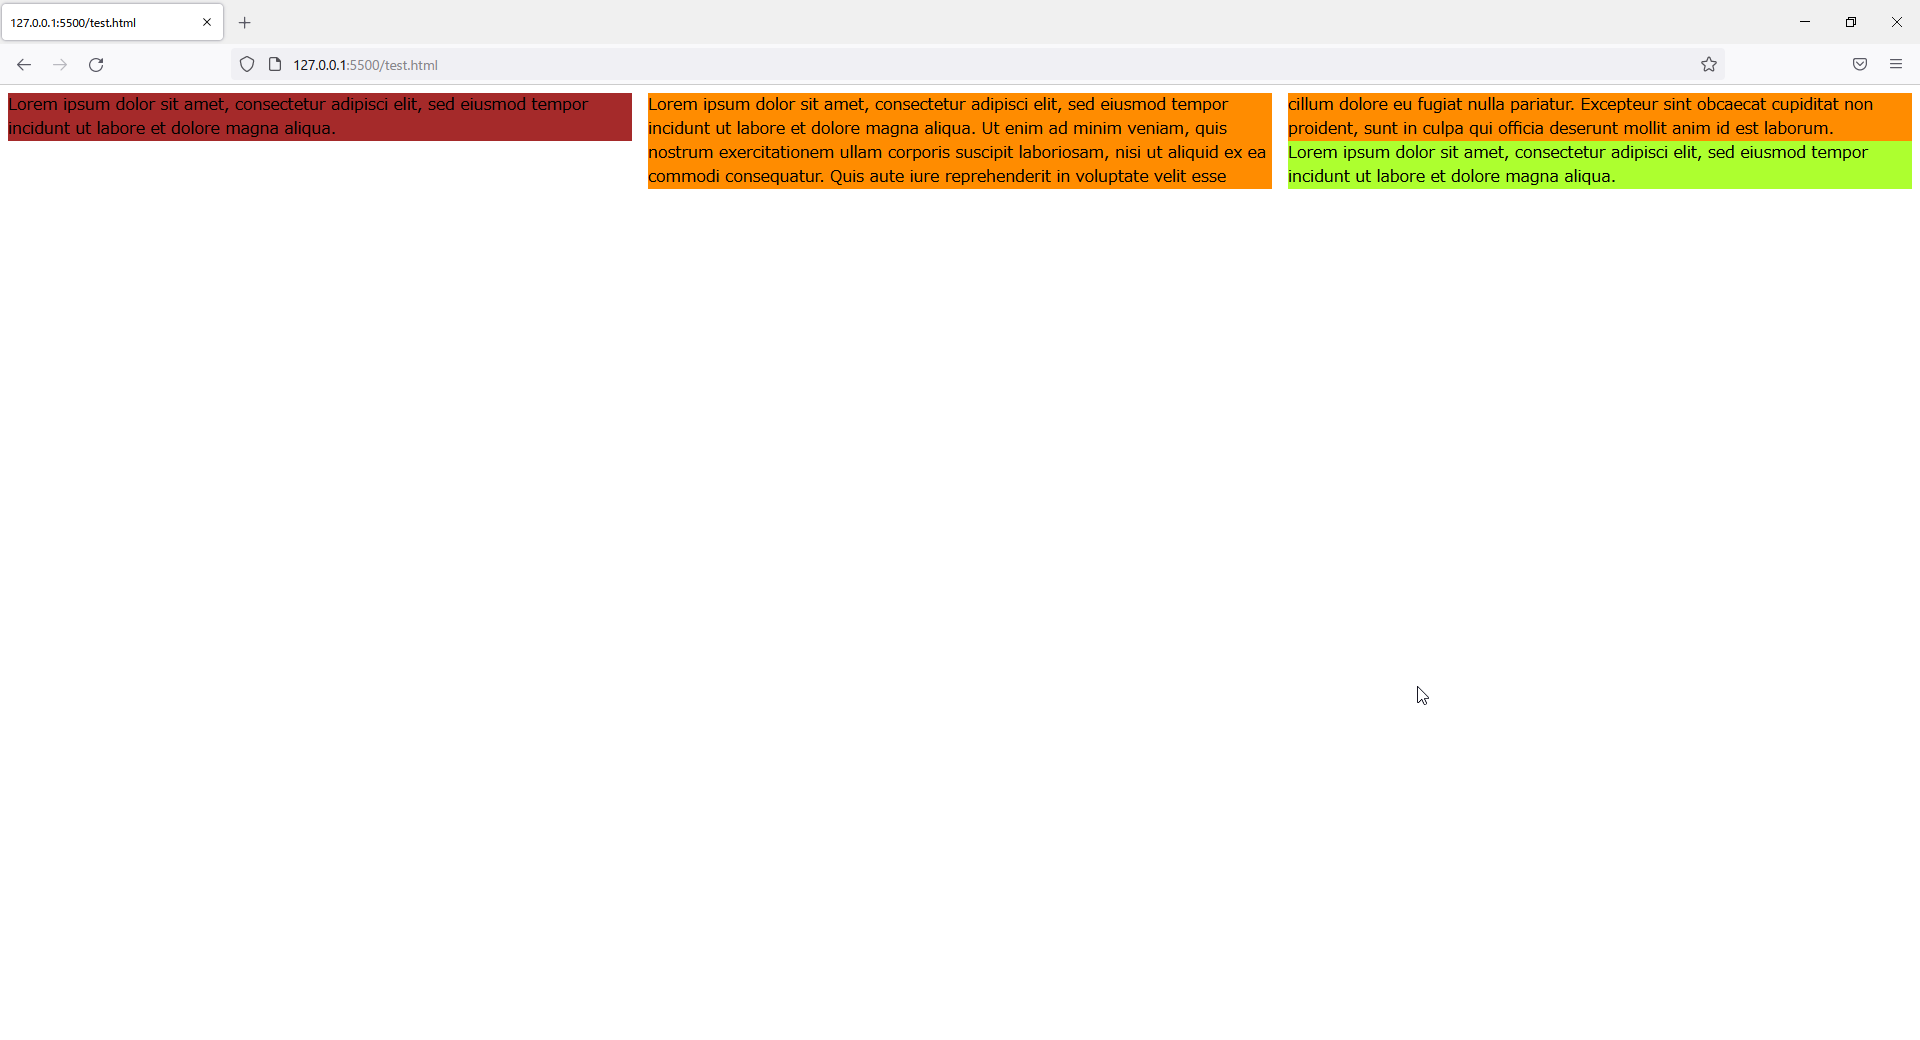 127.0.0.1:5500/test.html
127.0.0.1:5500/test.html
Lorem ipsum dolor sit amet, consectetur adipisci elit, sed eiusmod tempor
incidunt ut labore et dolore magna aliqua.
Lorem ipsum dolor sit amet, consectetur adipisci elit, sed eiusmod tempor
incidunt ut labore et dolore magna aliqua. Ut enim ad minim veniam, quis
nostrum exercitationem ullam corporis suscipit laboriosam, nisi ut aliquid ex ea
commodi consequatur. Quis aute iure reprehenderit in voluptate velit esse
cillum dolore eu fugiat nulla pariatur. Excepteur sint obcaecat cupiditat non
proident, sunt in culpa qui officia deserunt mollit anim id est laborum.
Lorem ipsum dolor sit amet, consectetur adipisci elit, sed eiusmod tempor
incidunt ut labore et dolore magna aliqua.